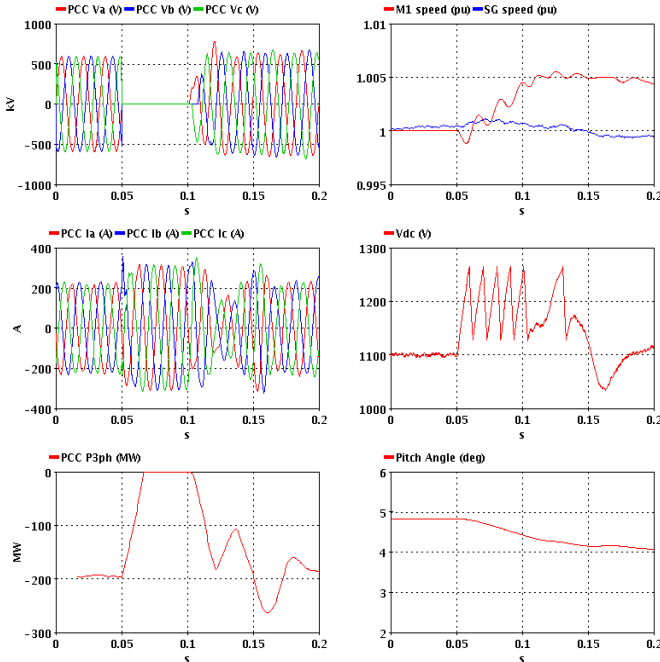 PCC Va (V) PCC Vb (V) PCC Vc (V)
1000
500
0
-500
-1000
kV
0 0.05 0.1 0.15 0.2
s
M1 speed (pu) SG speed (pu)
1.01
1.005
1
0.995
0 0.05 0.1 0.15 0.2
s
PCC Ia (A) PCC Ib (A) PCC Ic (A)
400
200
0
-200
-400
A
0 0.05 0.1 0.15 0.2
s
Vdc (V)
1300
1200
1100
1000
0 0.05 0.1 0.15 0.2
s
PCC P3ph (MW)
0
-100
-200
-300
MW
0 0.05 0.1 0.15 0.2
s
Pitch Angle (deg)
6
5
4
3
2
0 0.05 0.1 0.15 0.2
s